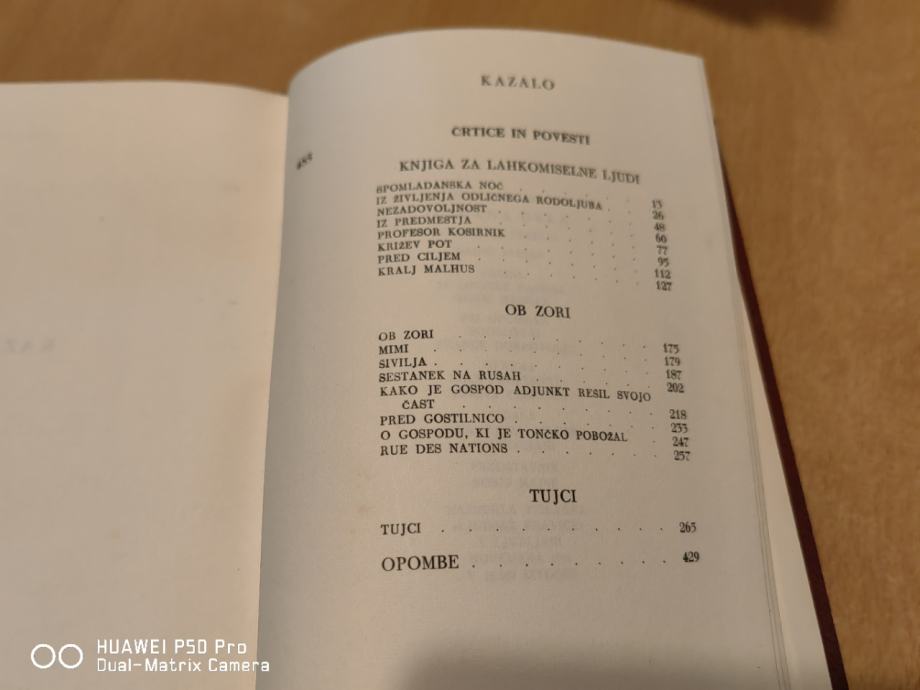 KAZALO
ČRTICE IN POVESTI
KNJIGA ZA LAHKOMISELNE LJUDI
SPOMLADANSKA NOČ . . . . . . . 13
IZ ŽIVLJENJA ODLIČNEGA RODOLJUBA . . . 26
NEZADOVOLJNOST . . . . . . . 48
IZ PREDMESTJA . . . . . . . 60
PROFESOR KOSIRNIK . . . . . . . 77
KRIŽEV POT . . . . . . . 95
PRED CILJEM . . . . . . . 112
KRALJ MALHUS . . . . . . . 127
OB ZORI
OB ZORI . . . . . . . . . 175
MIMI . . . . . . . . . 179
ŠIVILJA . . . . . . . . . 187
SESTANEK NA RUSAH . . . . . . 202
KAKO JE GOSPOD ADJUNKT REŠIL SVOJO
ČAST . . . . . . . . . 218
PRED GOSTILNICO . . . . . . . 233
O GOSPODU, KI JE TONČKO POBOŽAL . . 247
RUE DES NATIONS . . . . . . . 257
TUJCI
TUJCI . . . . . . . . . . 265
OPOMBE . . . . . . . . . 429
HUAWEI P50 Pro
Dual-Matrix Camera